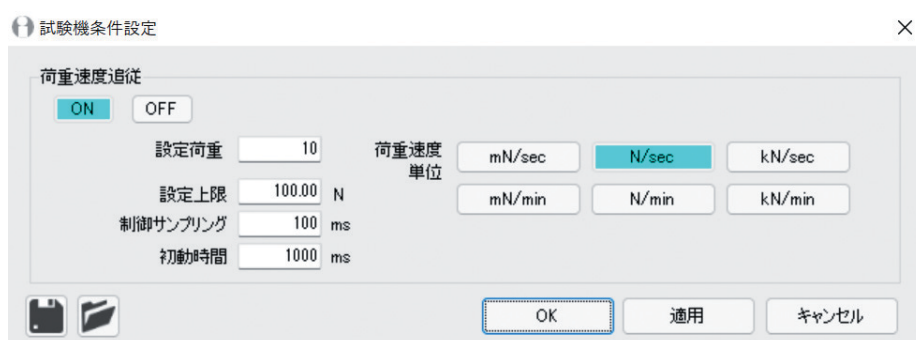 試験機条件設定
荷重速度追従
ON OFF
設定荷重 10
荷重速度単位 mN/sec N/sec kN/sec
mN/min N/min kN/min
設定上限 100.00 N
制御サンプリング 100 ms
初動時間 1000 ms
OK 適用 キャンセル